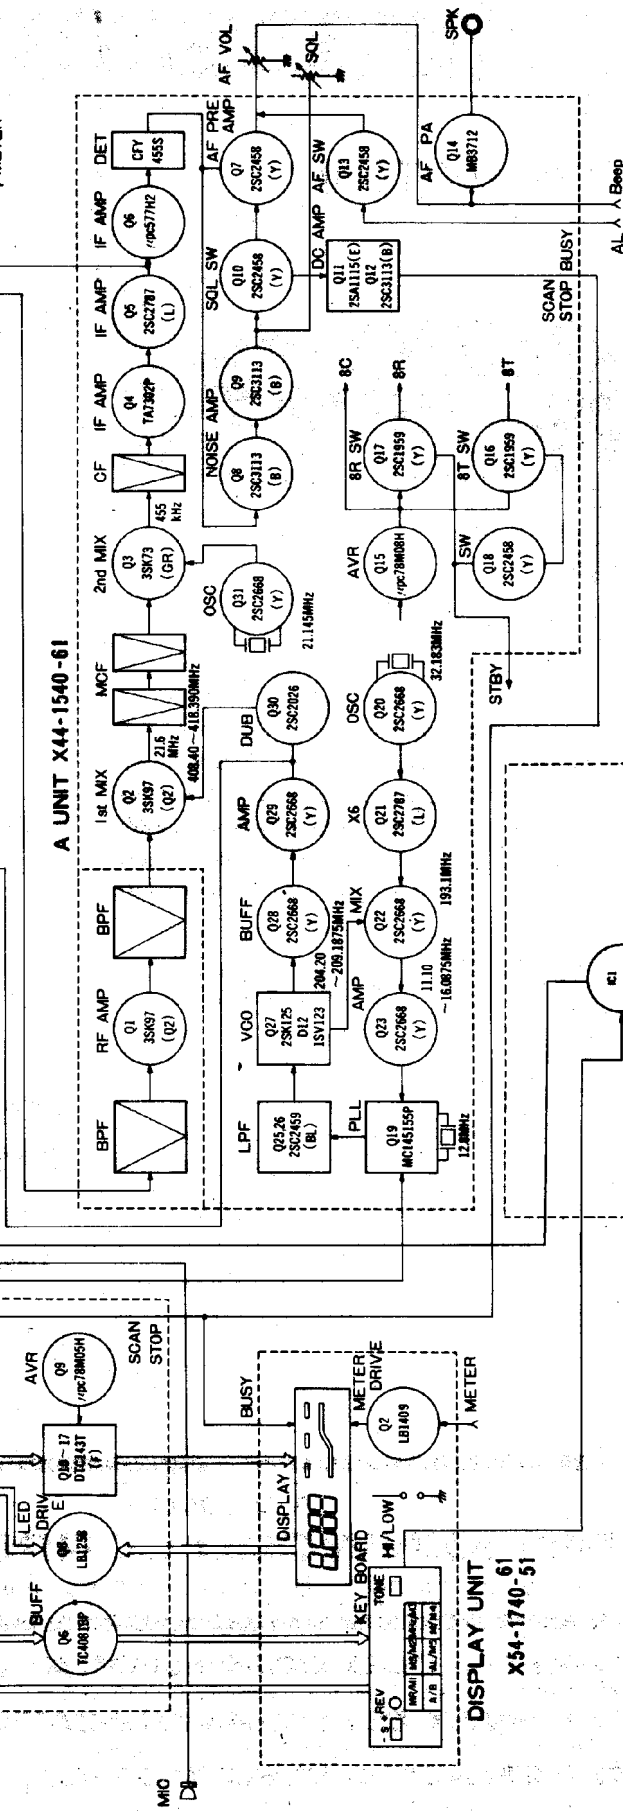 A UNIT X44-1540-61
BPF
RF AMP
Q1
3SK97
(Q2)
BPF
1st MIX
Q2
3SK97
(Q2)
21.6
MHz
408.40~418.390MHz
MCF
2nd MIX
Q3
3SK73
(GR)
455
kHz
CF
IF AMP
Q4
TA7302P
IF AMP
Q5
2SC2787
(L)
IF AMP
Q6
μpc577H2
DET
CFY
455S
OSC
Q31
2SC2668
(Y)
21.145MHz
NOISE AMP
Q8
2SC3113
(B)
Q9
2SC3113
(B)
SQL SW
Q10
2SC2458
(Y)
AF PRE
AMP
Q7
2SC2458
(Y)
AF VOL
SQL
DC AMP
Q11
2SA1115(E)
Q12
2SC3113(B)
AF SW
Q13
2SC2458
(Y)
AF PA
Q14
MB3712
SPK
Beep
AL
SCAN
STOP BUSY
LPF
Q25,26
2SC2459
(BL)
VCO
Q27
2SK125
D12
1SV123
BUFF
Q28
2SC2668
(Y)
204.20
~209.1875MHz
AMP
Q29
2SC2668
(Y)
DUB
Q30
2SC2026
PLL
Q19
MC145155P
12.8MHz
AMP
Q23
2SC2668
(Y)
11.10
~16.0875MHz
MIX
Q22
2SC2668
(Y)
193.1MHz
X6
Q21
2SC2787
(L)
OSC
Q20
2SC2668
(Y)
32.183MHz
AVR
Q15
μpc78M08H
8R SW
Q17
2SC1959
(Y)
8C
8R
SW
Q18
2SC2458
(Y)
8T SW
Q16
2SC1959
(Y)
8T
STBY
IC1
AVR
Q9
μpc78M05H
SCAN
STOP
Q10~17
DTC143T
(F)
LED
DRIVE
Q8
LB1256
BUFF
Q6
TC4081BP
MIC
BUSY
DISPLAY
METER
DRIVE
Q2
LB1409
METER
KEY BOARD
HI/LOW
TONE
REV
- S +
A/B
DISPLAY UNIT
X54-1740-61
51